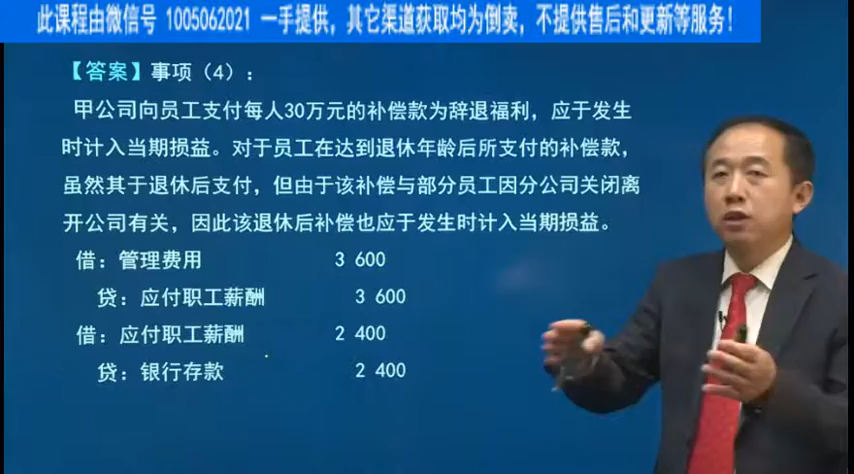 此课程由微信号 1005062021 一手提供，其它渠道获取均为倒卖，不提供售后和更新等服务！
【答案】事项（4）：
甲公司向员工支付每人30万元的补偿款为辞退福利，应于发生
时计入当期损益。对于员工在达到退休年龄后所支付的补偿款，
虽然其于退休后支付，但由于该补偿与部分员工因分公司关闭离
开公司有关，因此该退休后补偿也应于发生时计入当期损益。
借：管理费用 3 600
贷：应付职工薪酬 3 600
借：应付职工薪酬 2 400
贷：银行存款 2 400